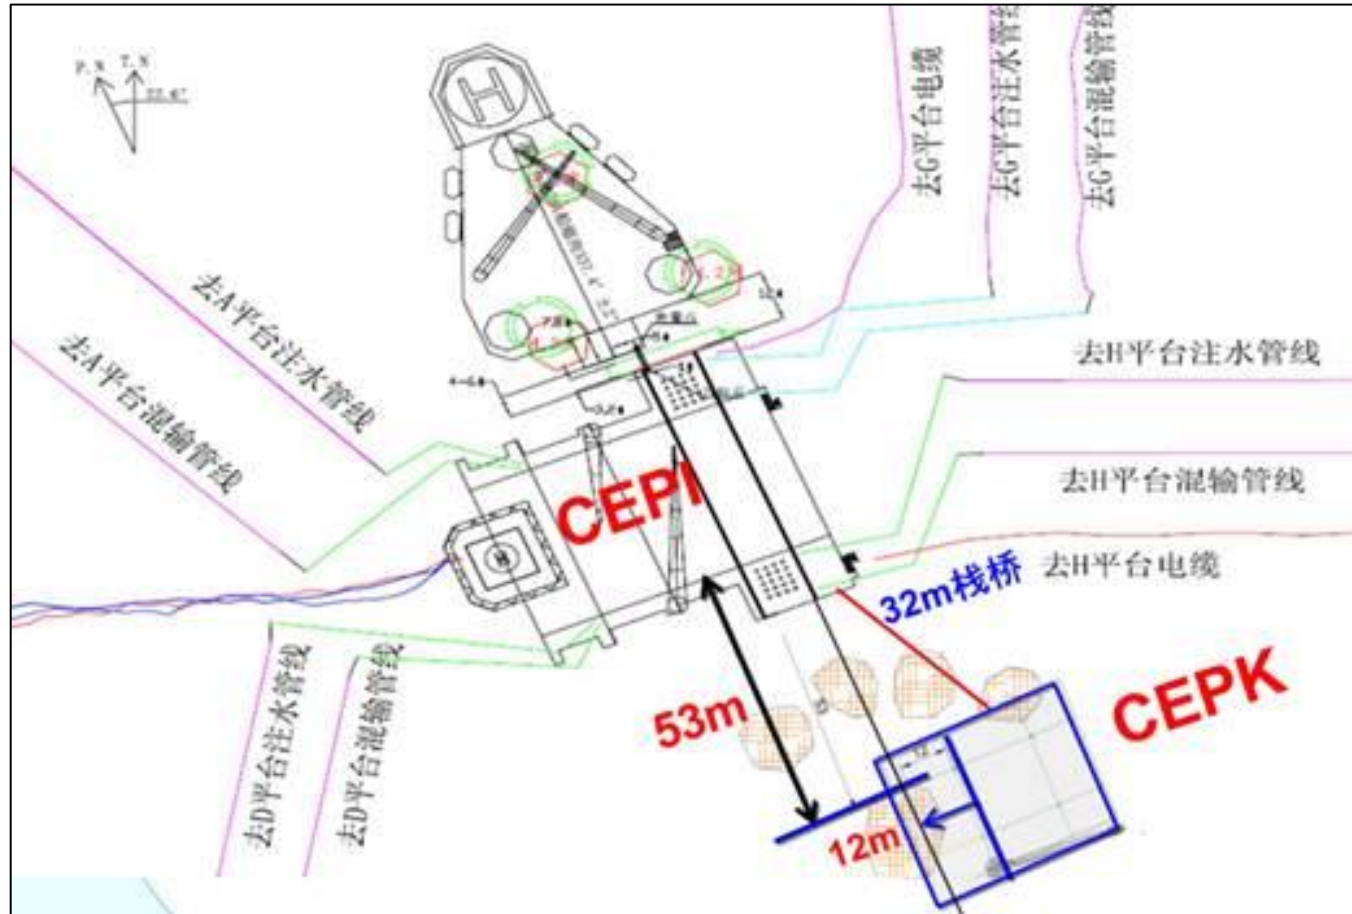 P.N T.N
22.6°
H
去G平台电缆
去G平台注水管线
去G平台混输管线
去A平台注水管线
去A平台混输管线
去H平台注水管线
去H平台混输管线
去H平台电缆
CEPI
32m栈桥
CEPK
53m
53
12
12m
去D平台注水管线
去D平台混输管线